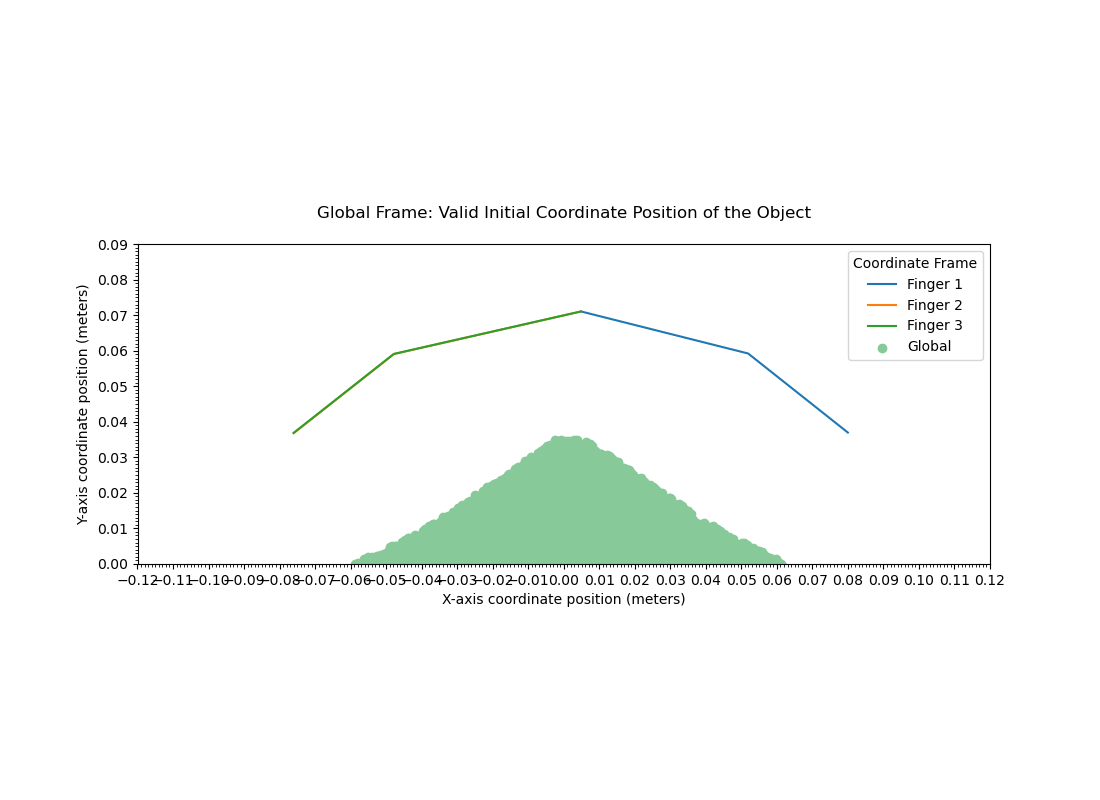 Global Frame: Valid Initial Coordinate Position of the Object
Y-axis coordinate position (meters)
0.09
0.08
0.07
0.06
0.05
0.04
0.03
0.02
0.01
0.00
Coordinate Frame
Finger 1
Finger 2
Finger 3
Global
−0.12 −0.11 −0.10 −0.09 −0.08 −0.07 −0.06 −0.05 −0.04 −0.03 −0.02 −0.01 0.00 0.01 0.02 0.03 0.04 0.05 0.06 0.07 0.08 0.09 0.10 0.11 0.12
X-axis coordinate position (meters)